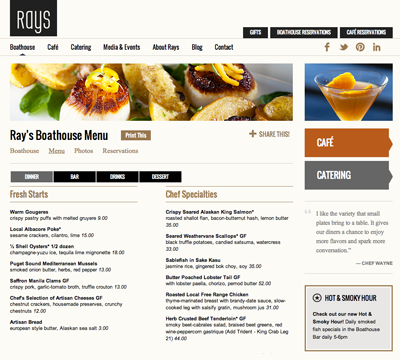 Rays
GIFTS
BOATHOUSE RESERVATIONS
CAFÉ RESERVATIONS
Boathouse
Café
Catering
Media & Events
About Rays
Blog
Contact
Ray's Boathouse Menu
Print This
SHARE THIS!
Boathouse
Menu
Photos
Reservations
DINNER
BAR
DRINKS
DESSERT
Fresh Starts
Warm Gougeres
crispy pastry puffs with melted gruyere 9.00
Local Albacore Poke*
sesame crackers, cilantro, lime 15.00
½ Shell Oysters* 1/2 dozen
champagne-yuzu ice, tequila lime mignonette 18.00
Puget Sound Mediterranean Mussels
smoked onion butter, herbs, red pepper 13.00
Saffron Manila Clams GF
crispy pork, garlic-tomato broth, truffle crouton 13.00
Chef's Selection of Artisan Cheeses GF
chestnut crackers, housemade preserves, crunchy
chestnuts 13.00
Artisan Bread
european style butter, Alaskan sea salt 3.00
Chef Specialties
Crispy Seared Alaskan King Salmon*
roasted shallot flan, bacon-butternut hash, lemon butter
35.00
Seared Weathervane Scallops* GF
black truffle potatoes, candied satsuma, watercress
33.00
Sablefish in Sake Kasu
jasmine rice, gingered bok choy, soy 35.00
Butter Poached Lobster Tail GF
with lobster paella, chorizo, pernod butter 52.00
Roasted Local Free Range Chicken
thyme-marinated breast with brandy-date sauce, slow-
cooked leg with salsify gratin, mushroom jus 31.00
Herb Crusted Beef Tenderloin* GF
smoky beet-cabernet salad, braised beef greens, red
wine-peppercorn gastrique (Add Trident - King Crab Leg
21) 44.00
CAFÉ
CATERING
I like the variety that small
plates bring to a table. It gives
our diners a chance to enjoy
more flavors and spark more
conversation."
— CHEF WAYNE
HOT & SMOKY HOUR
Check out our new Hot &
Smoky Hour! Daily smoked
fish specials in the Boathouse
Bar daily 5-6pm